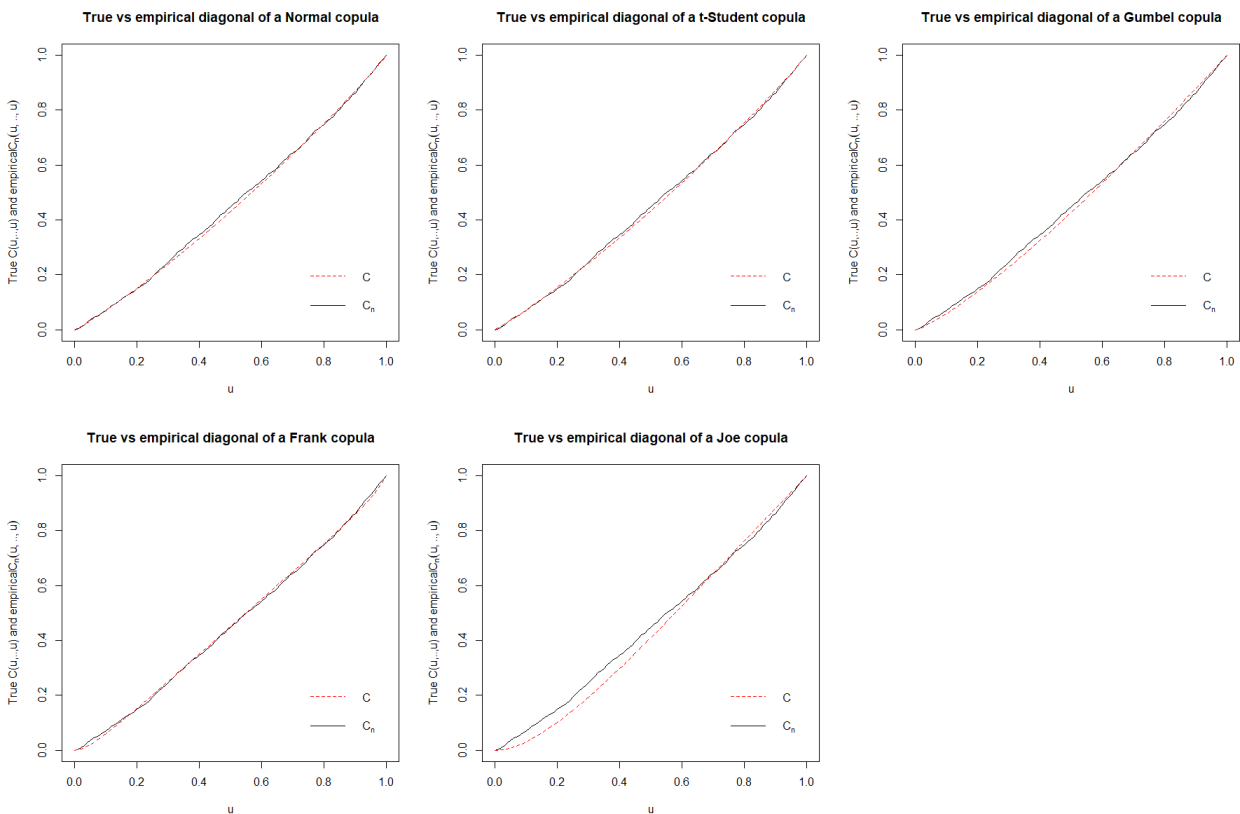 True vs empirical diagonal of a Normal copula
True C(u,..,u) and empiricalCn(u, .., u)
1.0
0.8
0.6
0.4
0.2
0.0
C
Cn
0.0 0.2 0.4 0.6 0.8 1.0
u
True vs empirical diagonal of a t-Student copula
True C(u,..,u) and empiricalCn(u, .., u)
1.0
0.8
0.6
0.4
0.2
0.0
C
Cn
0.0 0.2 0.4 0.6 0.8 1.0
u
True vs empirical diagonal of a Gumbel copula
True C(u,..,u) and empiricalCn(u, .., u)
1.0
0.8
0.6
0.4
0.2
0.0
C
Cn
0.0 0.2 0.4 0.6 0.8 1.0
u
True vs empirical diagonal of a Frank copula
True C(u,..,u) and empiricalCn(u, .., u)
1.0
0.8
0.6
0.4
0.2
0.0
C
Cn
0.0 0.2 0.4 0.6 0.8 1.0
u
True vs empirical diagonal of a Joe copula
True C(u,..,u) and empiricalCn(u, .., u)
1.0
0.8
0.6
0.4
0.2
0.0
C
Cn
0.0 0.2 0.4 0.6 0.8 1.0
u